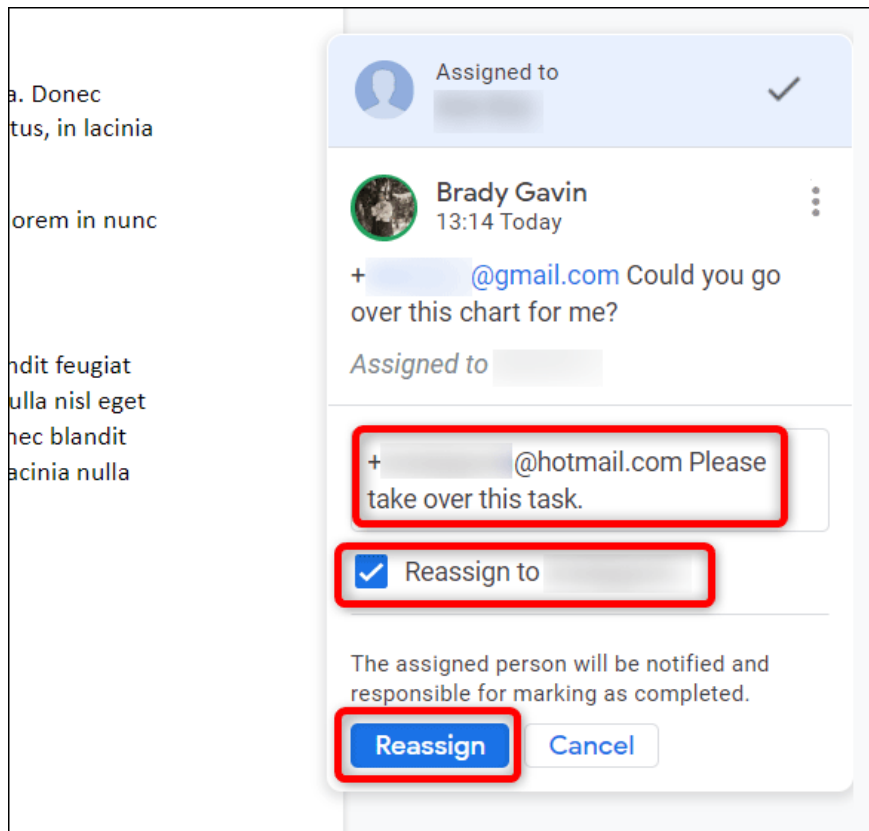 a. Donec
tus, in lacinia
orem in nunc
ndit feugiat
ulla nisl eget
nec blandit
acinia nulla
Assigned to
Brady Gavin
13:14 Today
+ @gmail.com Could you go
over this chart for me?
Assigned to
+ @hotmail.com Please
take over this task.
Reassign to
The assigned person will be notified and
responsible for marking as completed.
Reassign
Cancel